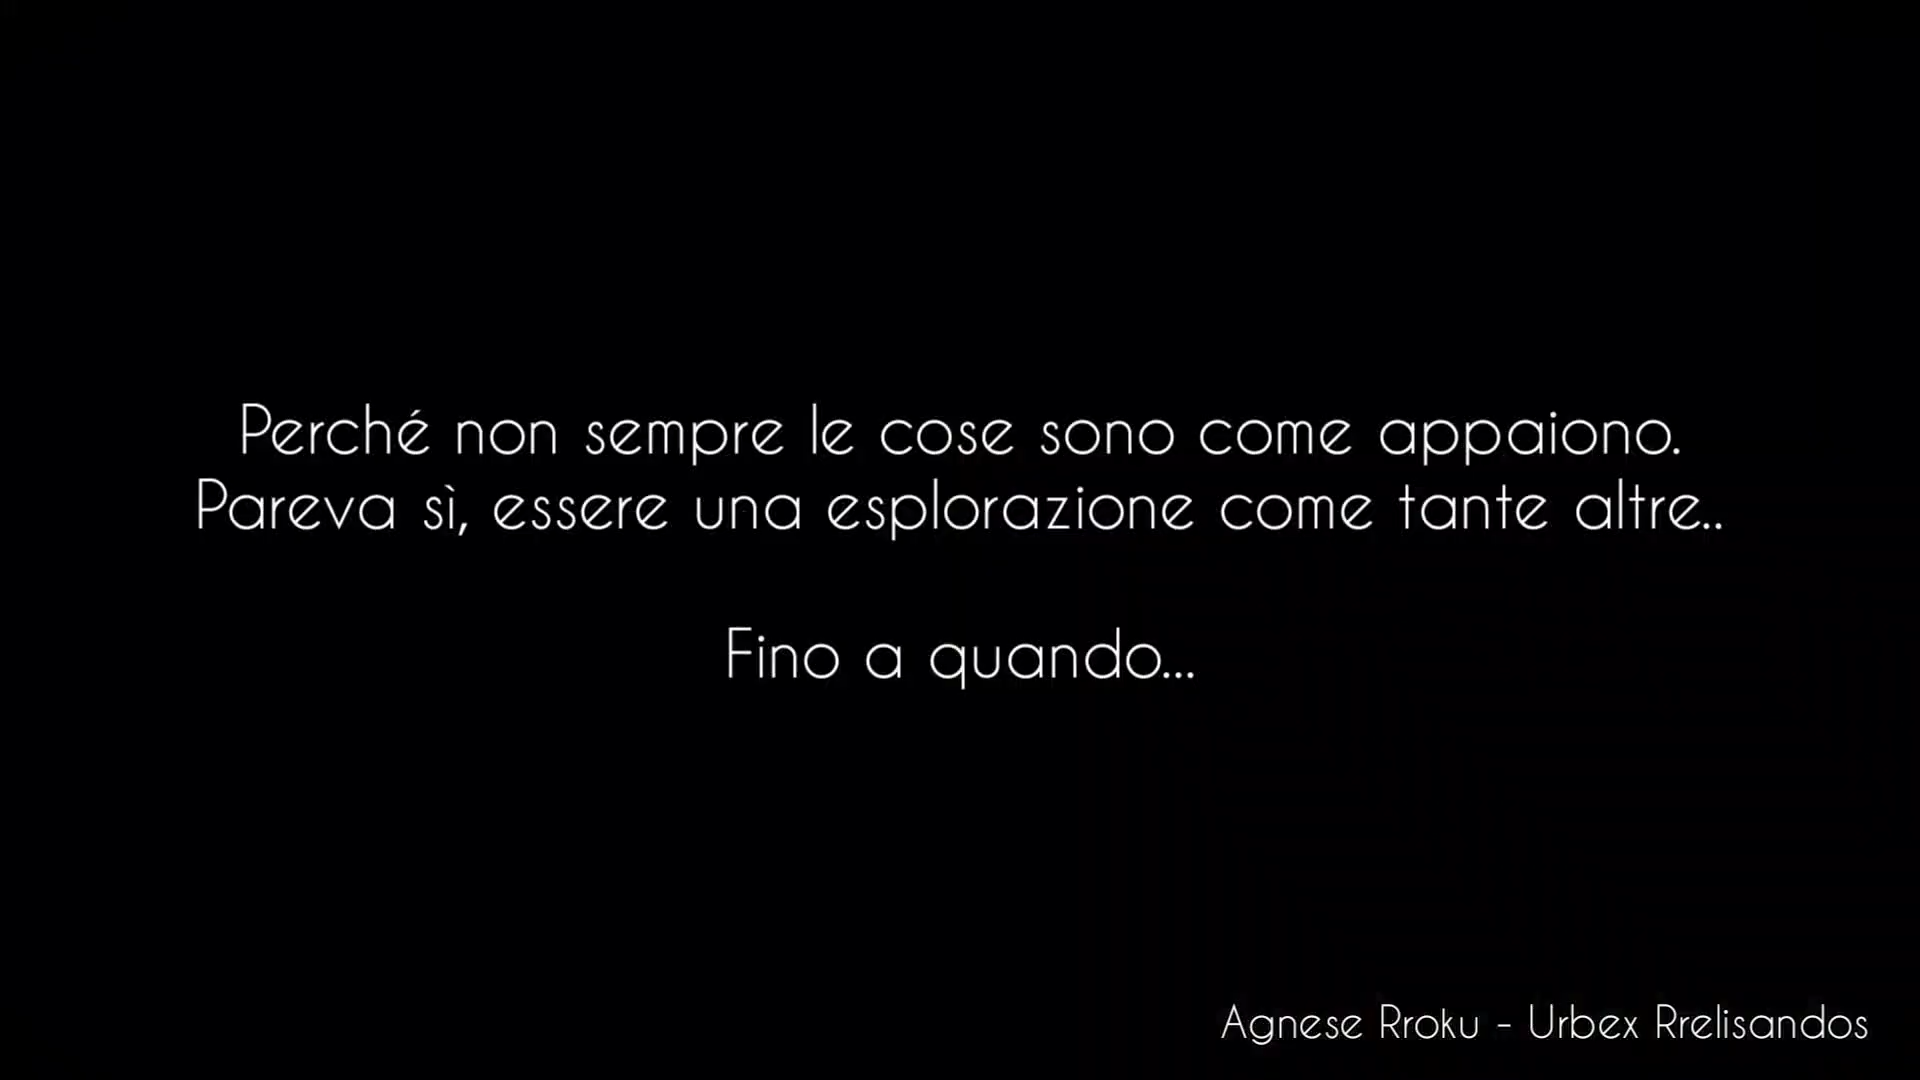 Perché non sempre le cose sono come appaiono.
Pareva sì, essere una esplorazione come tante altre..
Fino a quando...
Agnese Rroku - Urbex Rrelisandos